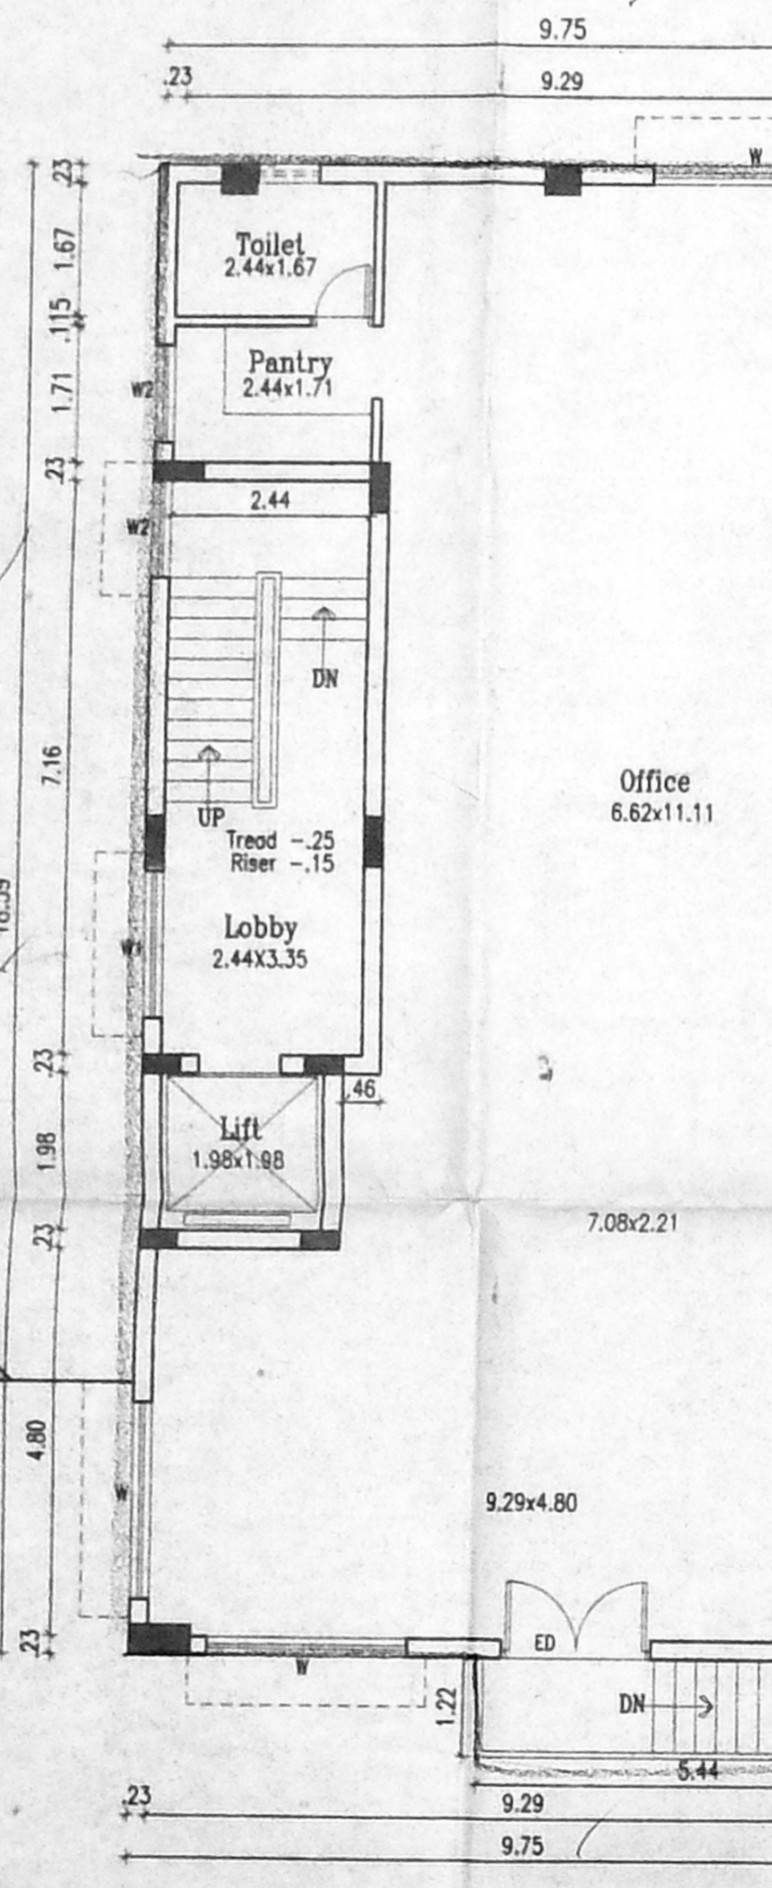 9.75
.23
9.29
W
.23
Toilet
2.44x1.67
1.67
.115
Pantry
2.44x1.71
W2
1.71
.23
2.44
W2
DN
7.16
Office
6.62x11.11
UP
Tread -.25
Riser -.15
Lobby
2.44X3.35
W1
.23
.46
Lift
1.98x1.98
1.98
7.08x2.21
.23
4.80
W
9.29x4.80
ED
.23
W
1.22
DN
5.44
.23
9.29
9.75